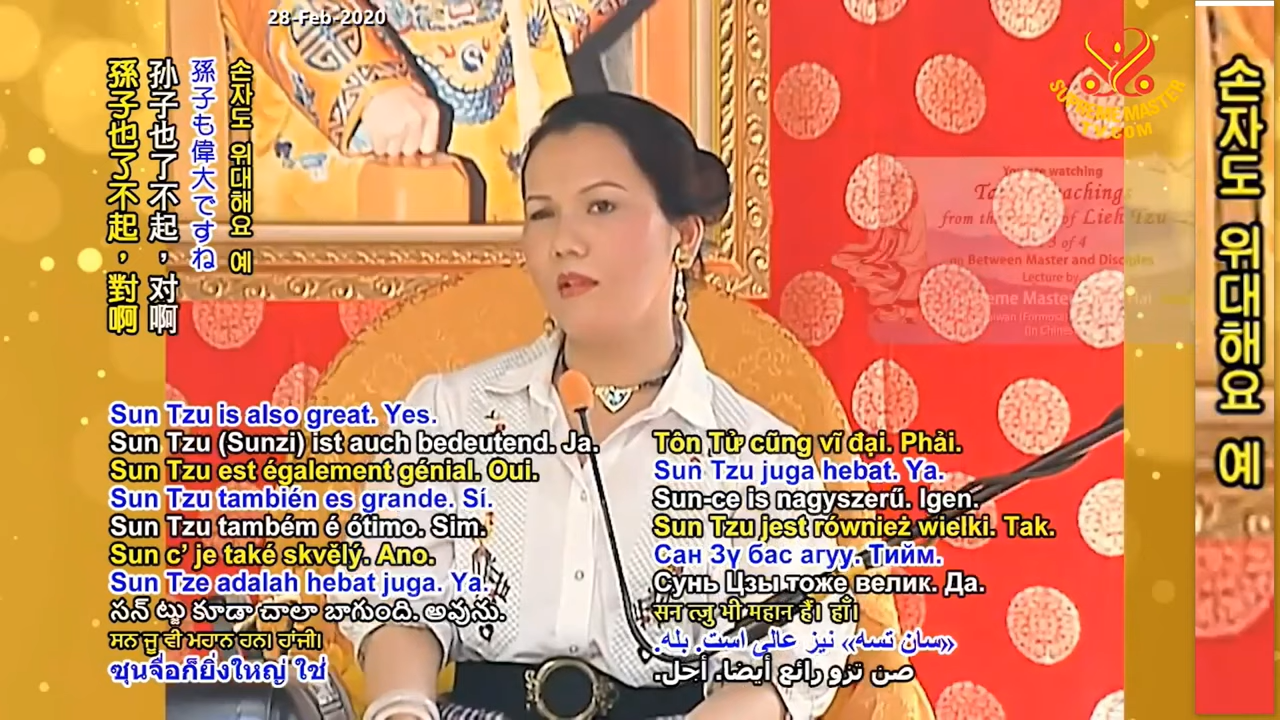 28-Feb-2020
孫子也了不起，對啊
孙子也了不起，对啊
孫子も偉大ですね
손자도 위대해요 예
SUPREME MASTER
TV.COM
You are watching
from the of Lieh Tzu
3 of 4
on Between Master and Disciples
Lecture by
(Formosa)
(in Chinese)
Sun Tzu is also great. Yes.
Sun Tzu (Sunzi) ist auch bedeutend. Ja.
Sun Tzu est également génial. Oui.
Sun Tzu también es grande. Sí.
Sun Tzu também é ótimo. Sim.
Sun c’ je také skvělý. Ano.
Sun Tze adalah hebat juga. Ya.
సన్ ట్జు కూడా చాలా బాగుంది. అవును.
ਸਨ ਜ਼ੂ ਵੀ ਮਹਾਨ ਹਨ। ਹਾਂਜੀ।
ซุนจื่อก็ยิ่งใหญ่ ใช่
Tôn Tử cũng vĩ đại. Phải.
Sun Tzu juga hebat. Ya.
Sun-ce is nagyszerű. Igen.
Sun Tzu jest również wielki. Tak.
Сан Зү бас агуу. Тийм.
Сунь Цзы тоже велик. Да.
सन त्ज़ु भी महान हैं। हाँ।
«سان تسه» نیز عالی است. بله.
صن تزو رائع أيضا. أجل.
손자도 위대해요 예